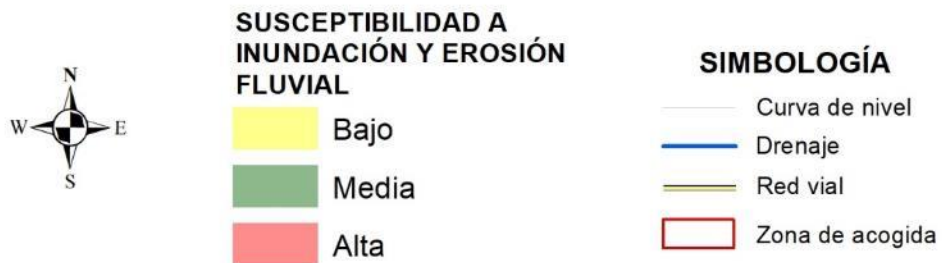 N
W E
S
SUSCEPTIBILIDAD A
INUNDACIÓN Y EROSIÓN
FLUVIAL
Bajo
Media
Alta
SIMBOLOGÍA
Curva de nivel
Drenaje
Red vial
Zona de acogida